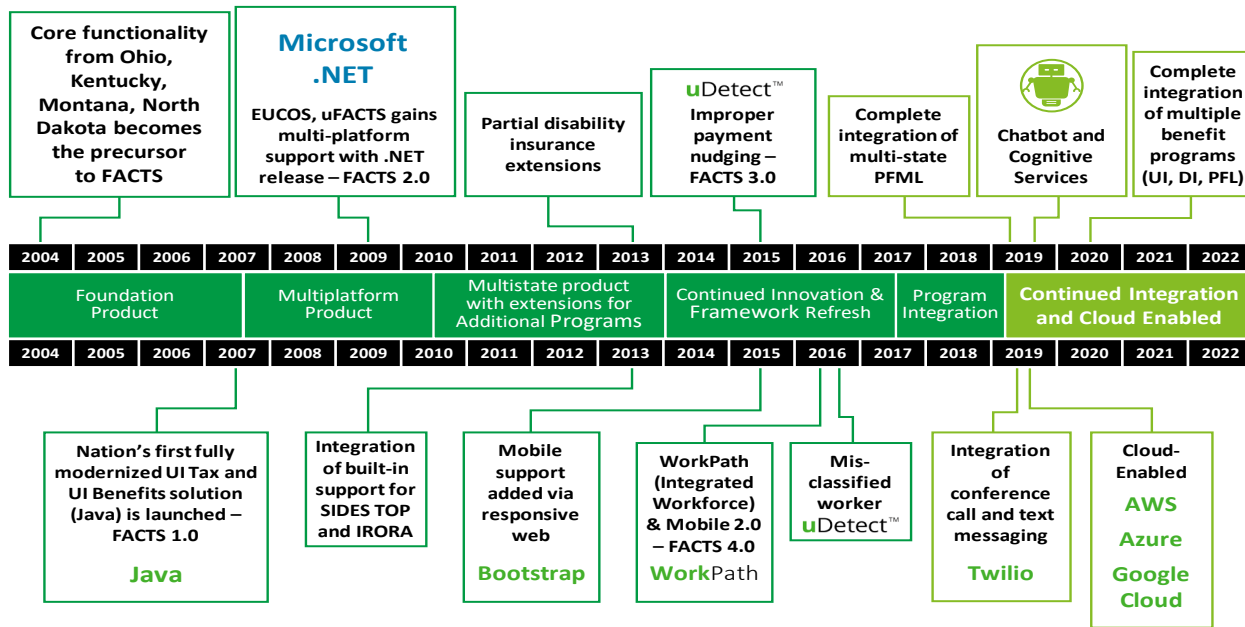 Core functionality
from Ohio,
Kentucky,
Montana, North
Dakota becomes
the precursor
to FACTS
Microsoft
.NET
EUCOS, uFACTS gains
multi-platform
support with .NET
release – FACTS 2.0
Partial disability
insurance
extensions
uDetect™
Improper
payment
nudging –
FACTS 3.0
Complete
integration of
multi-state
PFML
Chatbot and
Cognitive
Services
Complete
integration
of multiple
benefit
programs
(UI, DI, PFL)
2004 2005 2006 2007 2008 2009 2010 2011 2012 2013 2014 2015 2016 2017 2018 2019 2020 2021 2022
Foundation
Product
Multiplatform
Product
Multistate product
with extensions for
Additional Programs
Continued Innovation &
Framework Refresh
Program
Integration
Continued Integration
and Cloud Enabled
2004 2005 2006 2007 2008 2009 2010 2011 2012 2013 2014 2015 2016 2017 2018 2019 2020 2021 2022
Nation’s first fully
modernized UI Tax and
UI Benefits solution
(Java) is launched –
FACTS 1.0
Java
Integration
of built-in
support for
SIDES TOP
and IRORA
Mobile
support
added via
responsive
web
Bootstrap
WorkPath
(Integrated
Workforce)
& Mobile 2.0
– FACTS 4.0
WorkPath
Mis-
classified
worker
uDetect™
Integration
of
conference
call and text
messaging
Twilio
Cloud-
Enabled
AWS
Azure
Google
Cloud